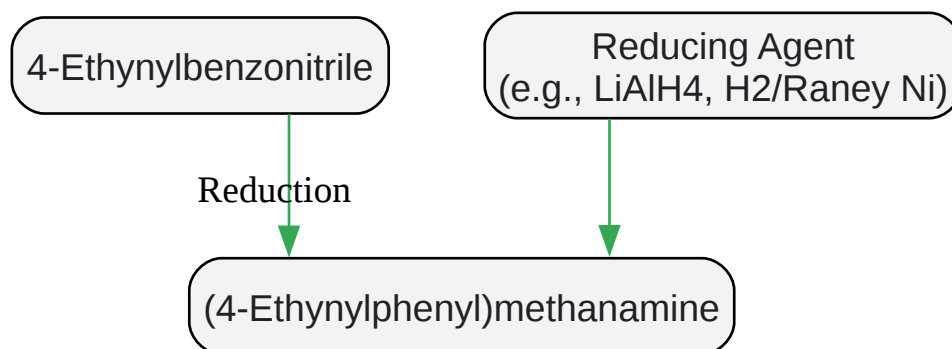 4-Ethynylbenzonitrile
Reducing Agent
(e.g., LiAlH4, H2/Raney Ni)
Reduction
(4-Ethynylphenyl)methanamine